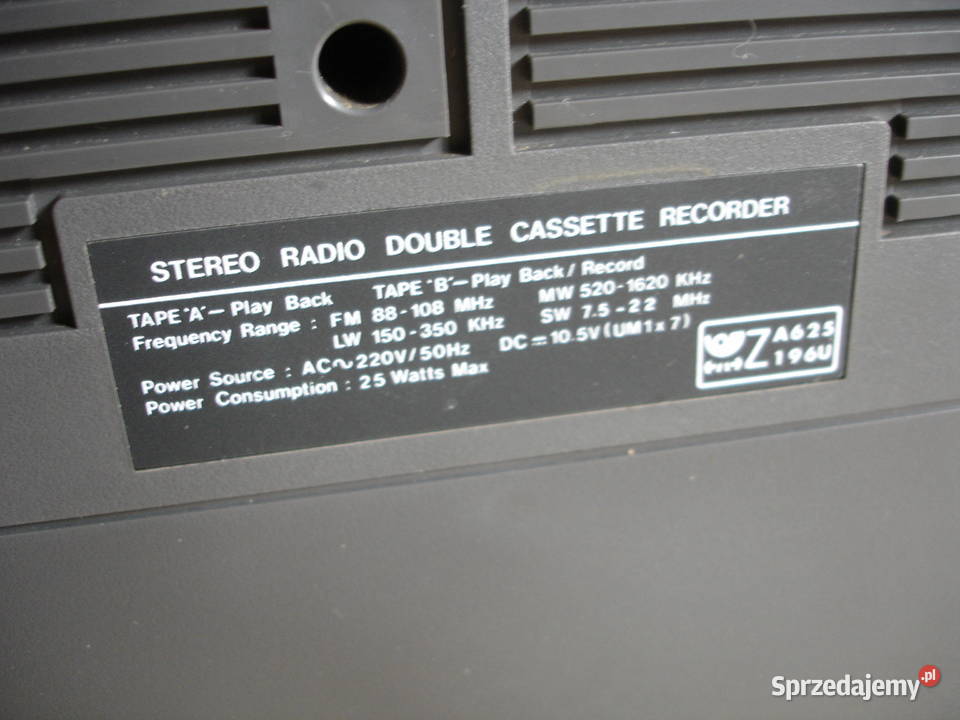 STEREO RADIO DOUBLE CASSETTE RECORDER
TAPE "A"– Play Back TAPE "B"– Play Back / Record
Frequency Range : FM 88-108 MHz MW 520-1620 KHz
LW 150-350 KHz SW 7.5-22 MHz
Power Source : AC~220V/50Hz DC=10.5V(UM1x7)
Power Consumption : 25 Watts Max
Z A625
196U
Sprzedajemy.pl